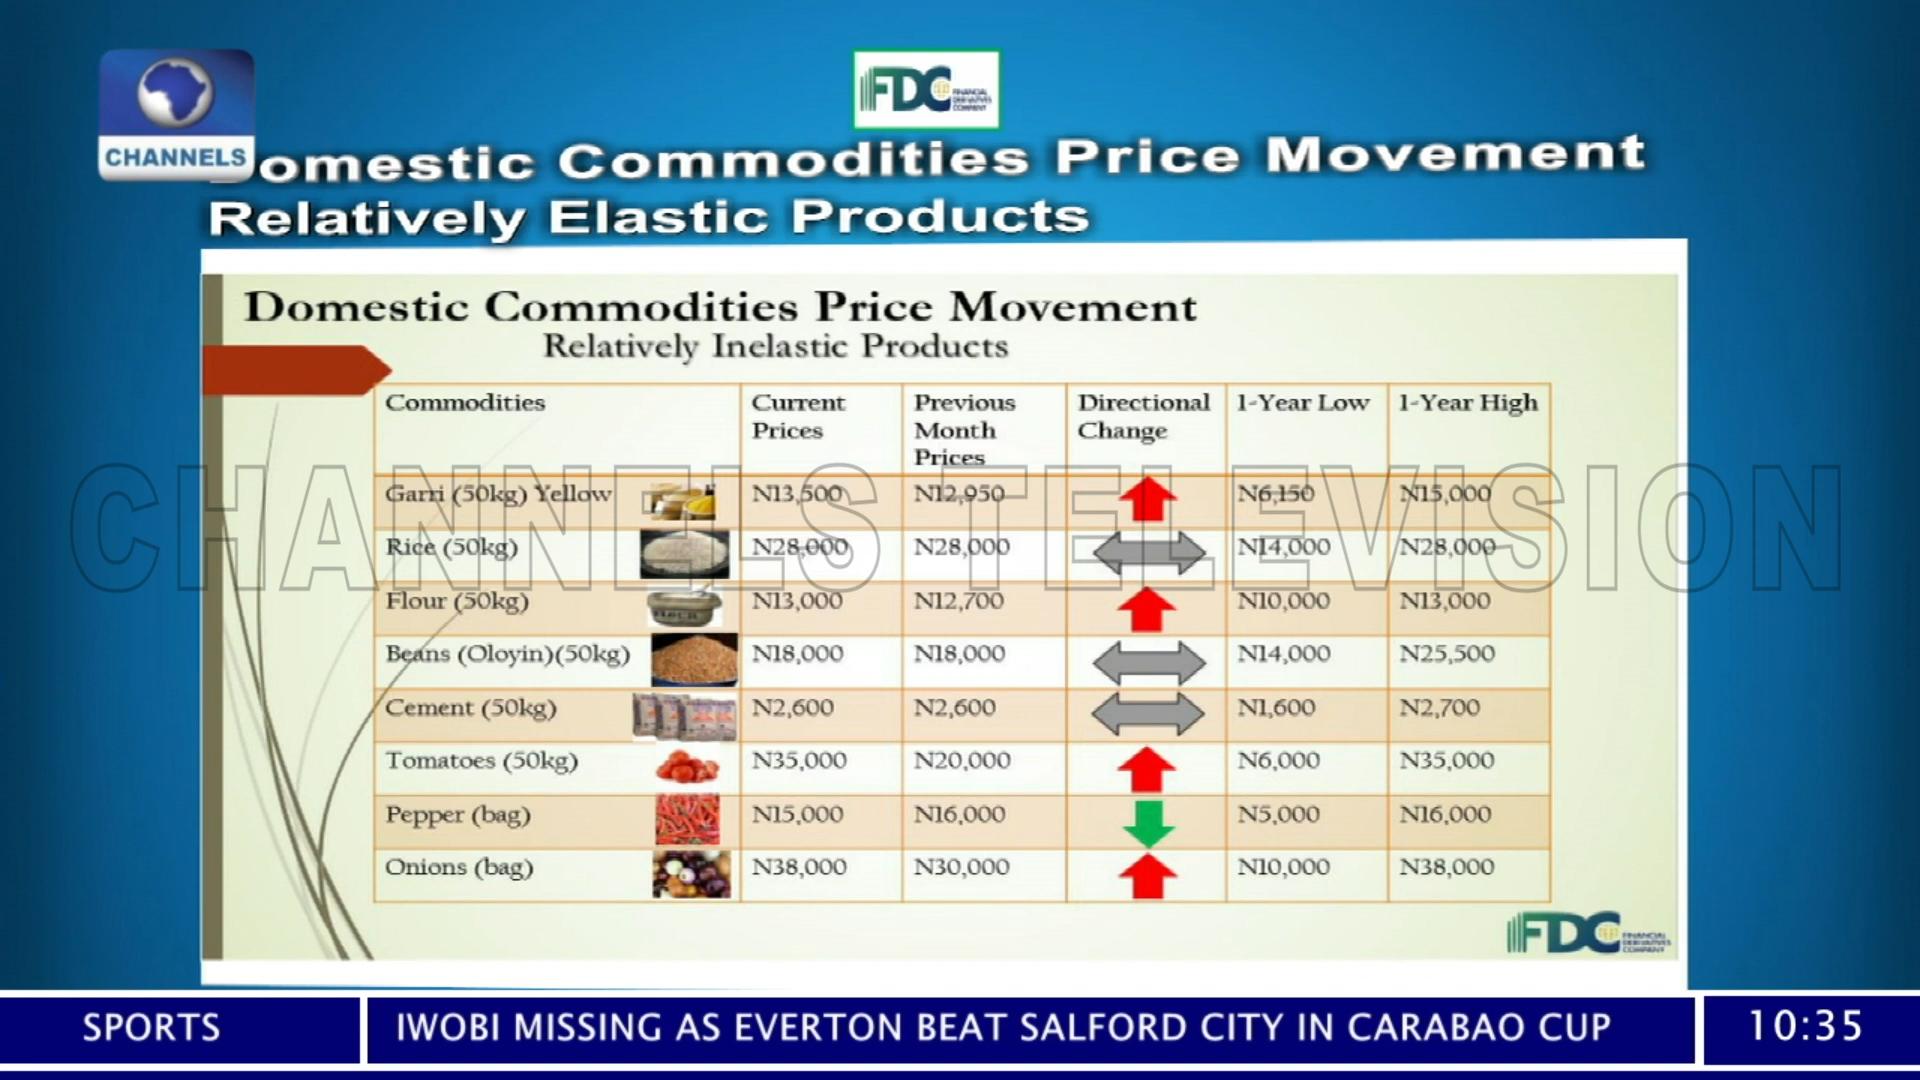 CHANNELS
FDC FINANCIAL
DERIVATIVES
COMPANY
Domestic Commodities Price Movement
Relatively Elastic Products
Domestic Commodities Price Movement
Relatively Inelastic Products
Commodities Current Prices Previous Month Prices Directional Change 1-Year Low 1-Year High
Garri (50kg) Yellow N13,500 N12,950 N6,150 N15,000
Rice (50kg) N28,000 N28,000 N14,000 N28,000
Flour (50kg) N13,000 N12,700 N10,000 N13,000
Beans (Oloyin)(50kg) N18,000 N18,000 N14,000 N25,500
Cement (50kg) N2,600 N2,600 N1,600 N2,700
Tomatoes (50kg) N35,000 N20,000 N6,000 N35,000
Pepper (bag) N15,000 N16,000 N5,000 N16,000
Onions (bag) N38,000 N30,000 N10,000 N38,000
CHANNELS TELEVISION
FDC FINANCIAL
DERIVATIVES
COMPANY
SPORTS IWOBI MISSING AS EVERTON BEAT SALFORD CITY IN CARABAO CUP 10:35